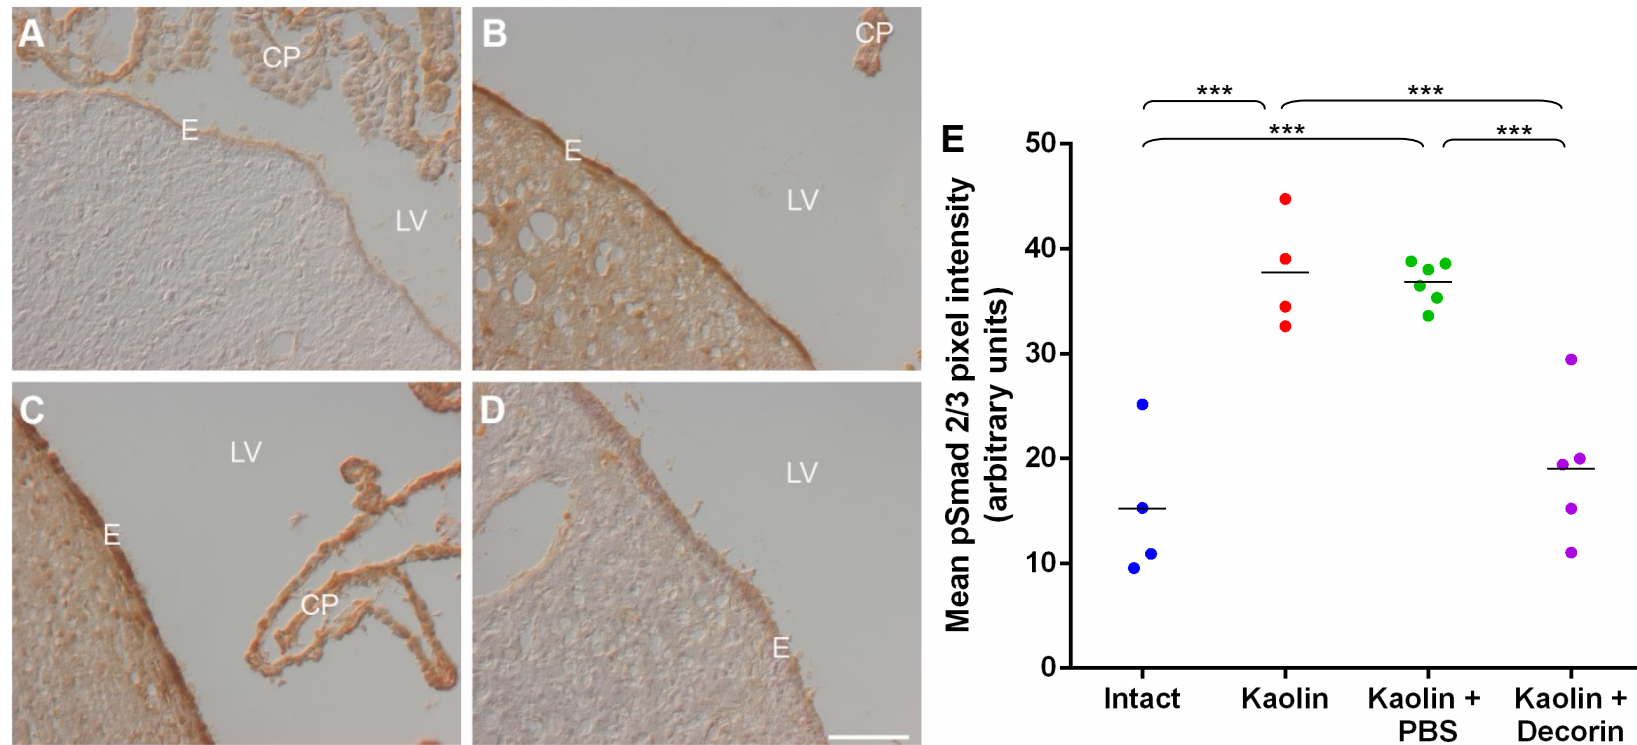 A
CP
E
LV
B
CP
E
LV
C
LV
E
CP
D
LV
E
E
***
***
***
***
Mean pSmad 2/3 pixel intensity
(arbitrary units)
50
40
30
20
10
0
Intact
Kaolin
Kaolin +
PBS
Kaolin +
Decorin